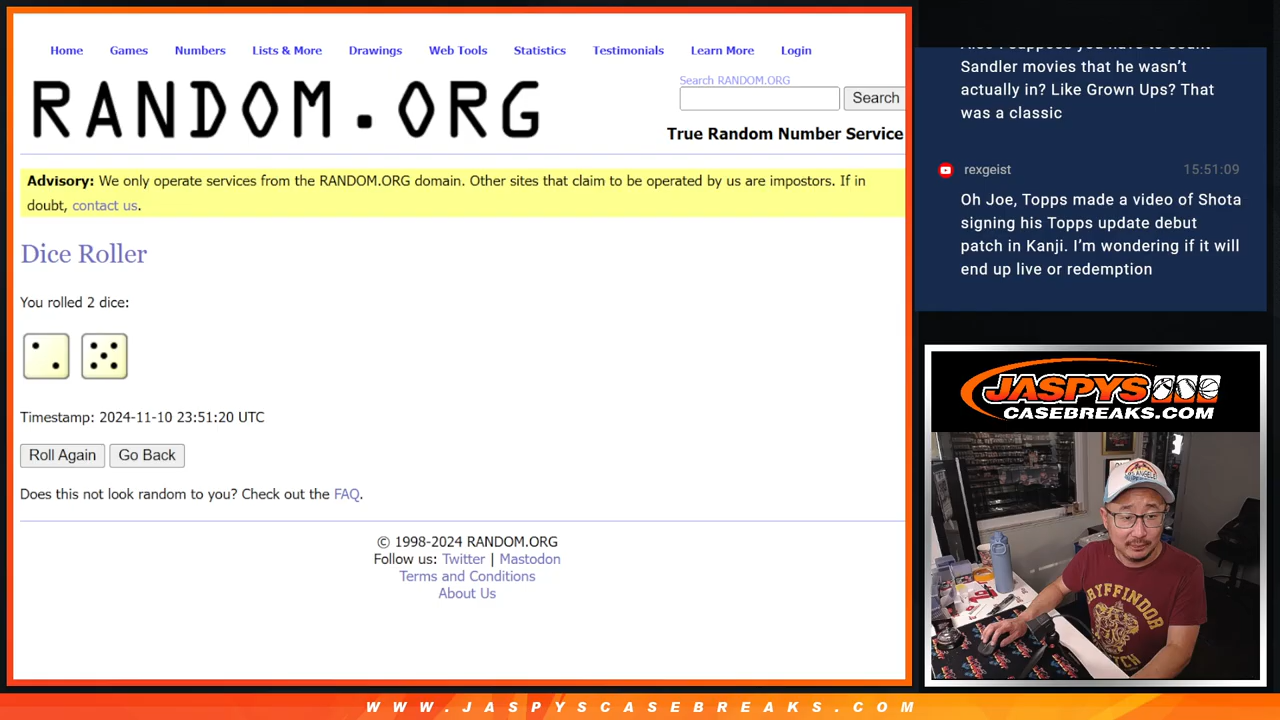 Home Games Numbers Lists & More Drawings Web Tools Statistics Testimonials Learn More Login
RANDOM.ORG
Search RANDOM.ORG
Search
True Random Number Service
Advisory: We only operate services from the RANDOM.ORG domain. Other sites that claim to be operated by us are impostors. If in
doubt, contact us.
Dice Roller
You rolled 2 dice:
Timestamp: 2024-11-10 23:51:20 UTC
Roll Again Go Back
Does this not look random to you? Check out the FAQ.
© 1998-2024 RANDOM.ORG
Follow us: Twitter | Mastodon
Terms and Conditions
About Us
Sandler movies that he wasn't
actually in? Like Grown Ups? That
was a classic
rexgeist 15:51:09
Oh Joe, Topps made a video of Shota
signing his Topps update debut
patch in Kanji. I'm wondering if it will
end up live or redemption
JASPYS
CASEBREAKS.COM
GRYFFINDOR
WWW.JASPYSCASEBREAKS.COM